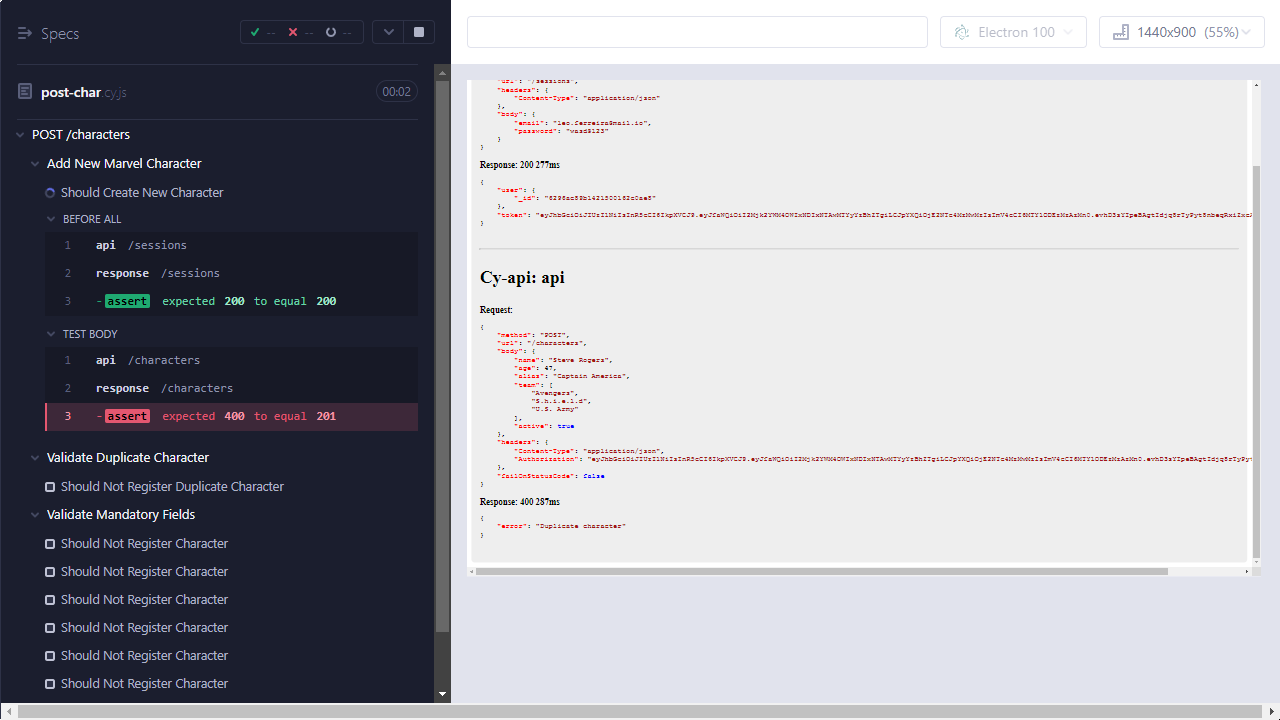 Specs
-- -- --
post-char.cy.js 00:02
POST /characters
Add New Marvel Character
Should Create New Character
BEFORE ALL
1 api /sessions
2 response /sessions
3 -assert expected 200 to equal 200
TEST BODY
1 api /characters
2 response /characters
3 -assert expected 400 to equal 201
Validate Duplicate Character
Should Not Register Duplicate Character
Validate Mandatory Fields
Should Not Register Character
Should Not Register Character
Should Not Register Character
Should Not Register Character
Should Not Register Character
Should Not Register Character
Electron 100
1440x900 (55%)
"url": "/sessions",
"headers": {
"Content-Type": "application/json"
},
"body": {
"email": "leo.ferreira@mail.io",
"password": "wasd@123"
}
}
Response: 200 277ms
{
"user": {
},
"token":
}
Cy-api: api
Request:
{
"method": "POST",
"url": "/characters",
"body": {
"name": "Steve Rogers",
"age": 47,
"alias": "Captain America",
"team": [
"Avengers",
"S.h.i.e.l.d",
"U.S. Army"
],
"active": true
},
"headers": {
"Content-Type": "application/json",
"Authorization":
},
"failOnStatusCode": false
}
Response: 400 287ms
{
"error": "Duplicate character"
}